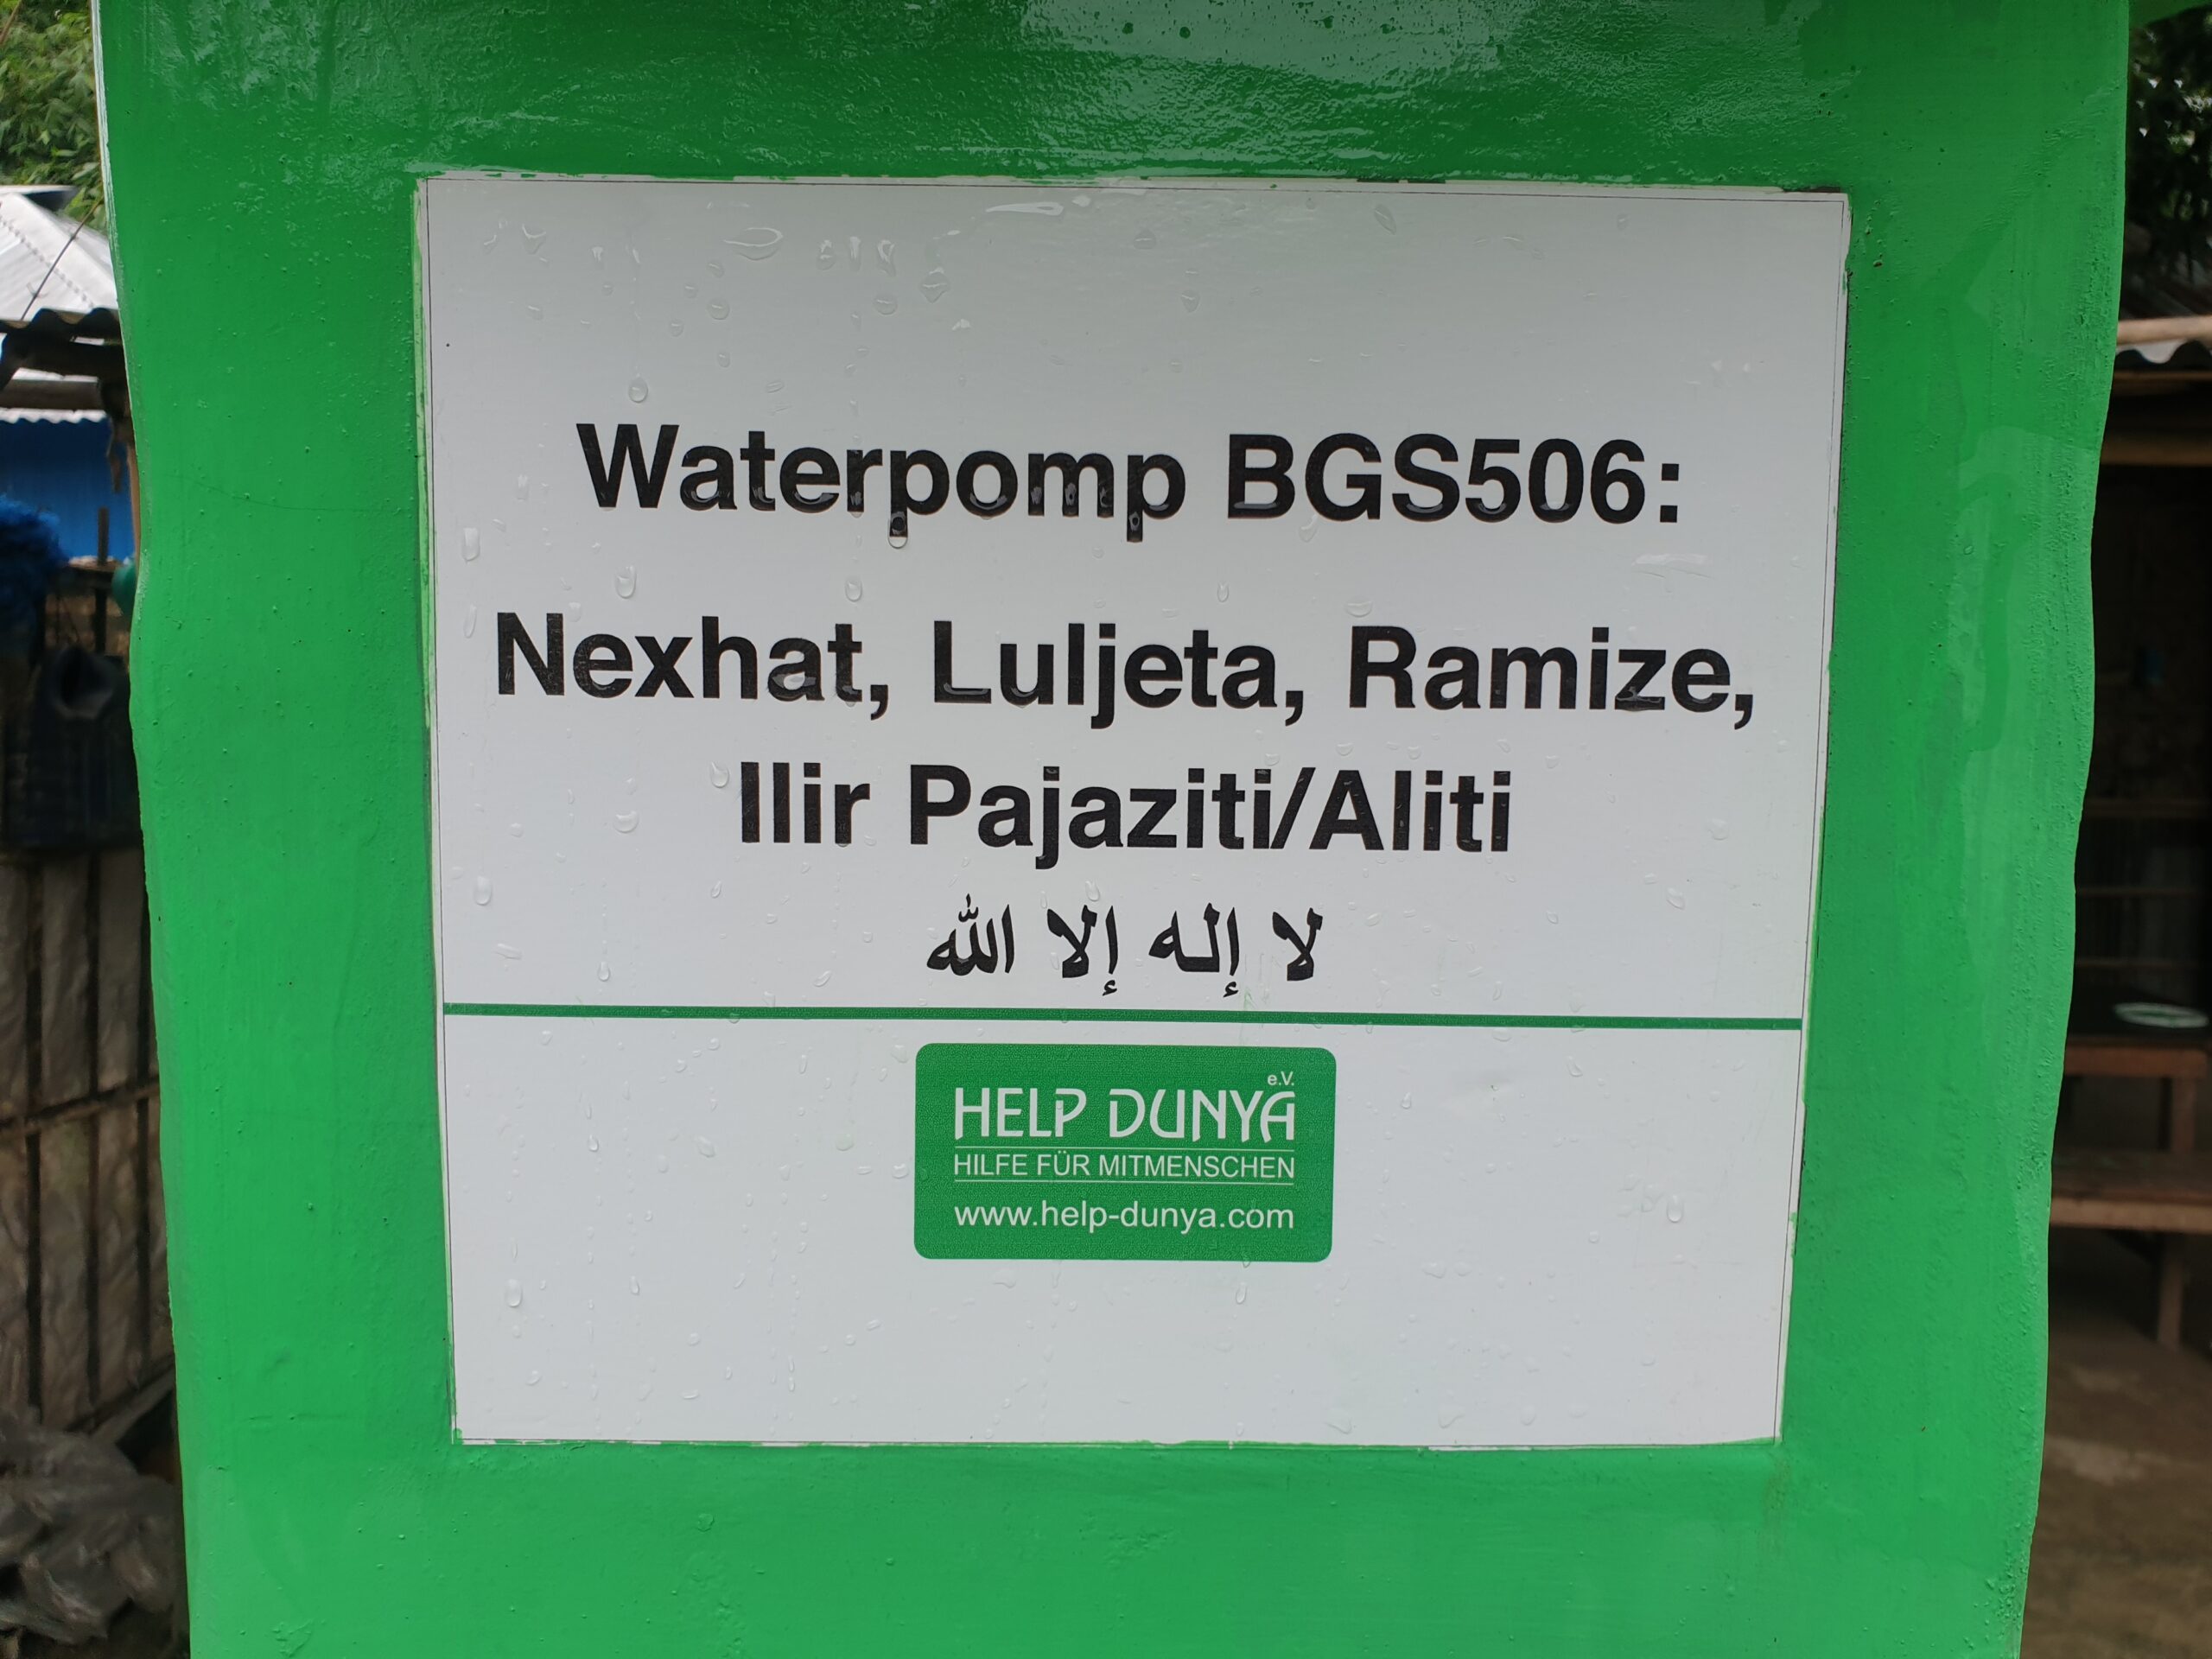 Waterpomp BGS506:
Nexhat, Luljeta, Ramize,
Ilir Pajaziti/Aliti
لا إله إلا الله
HELP DUNYA e.V.
HILFE FÜR MITMENSCHEN
www.help-dunya.com